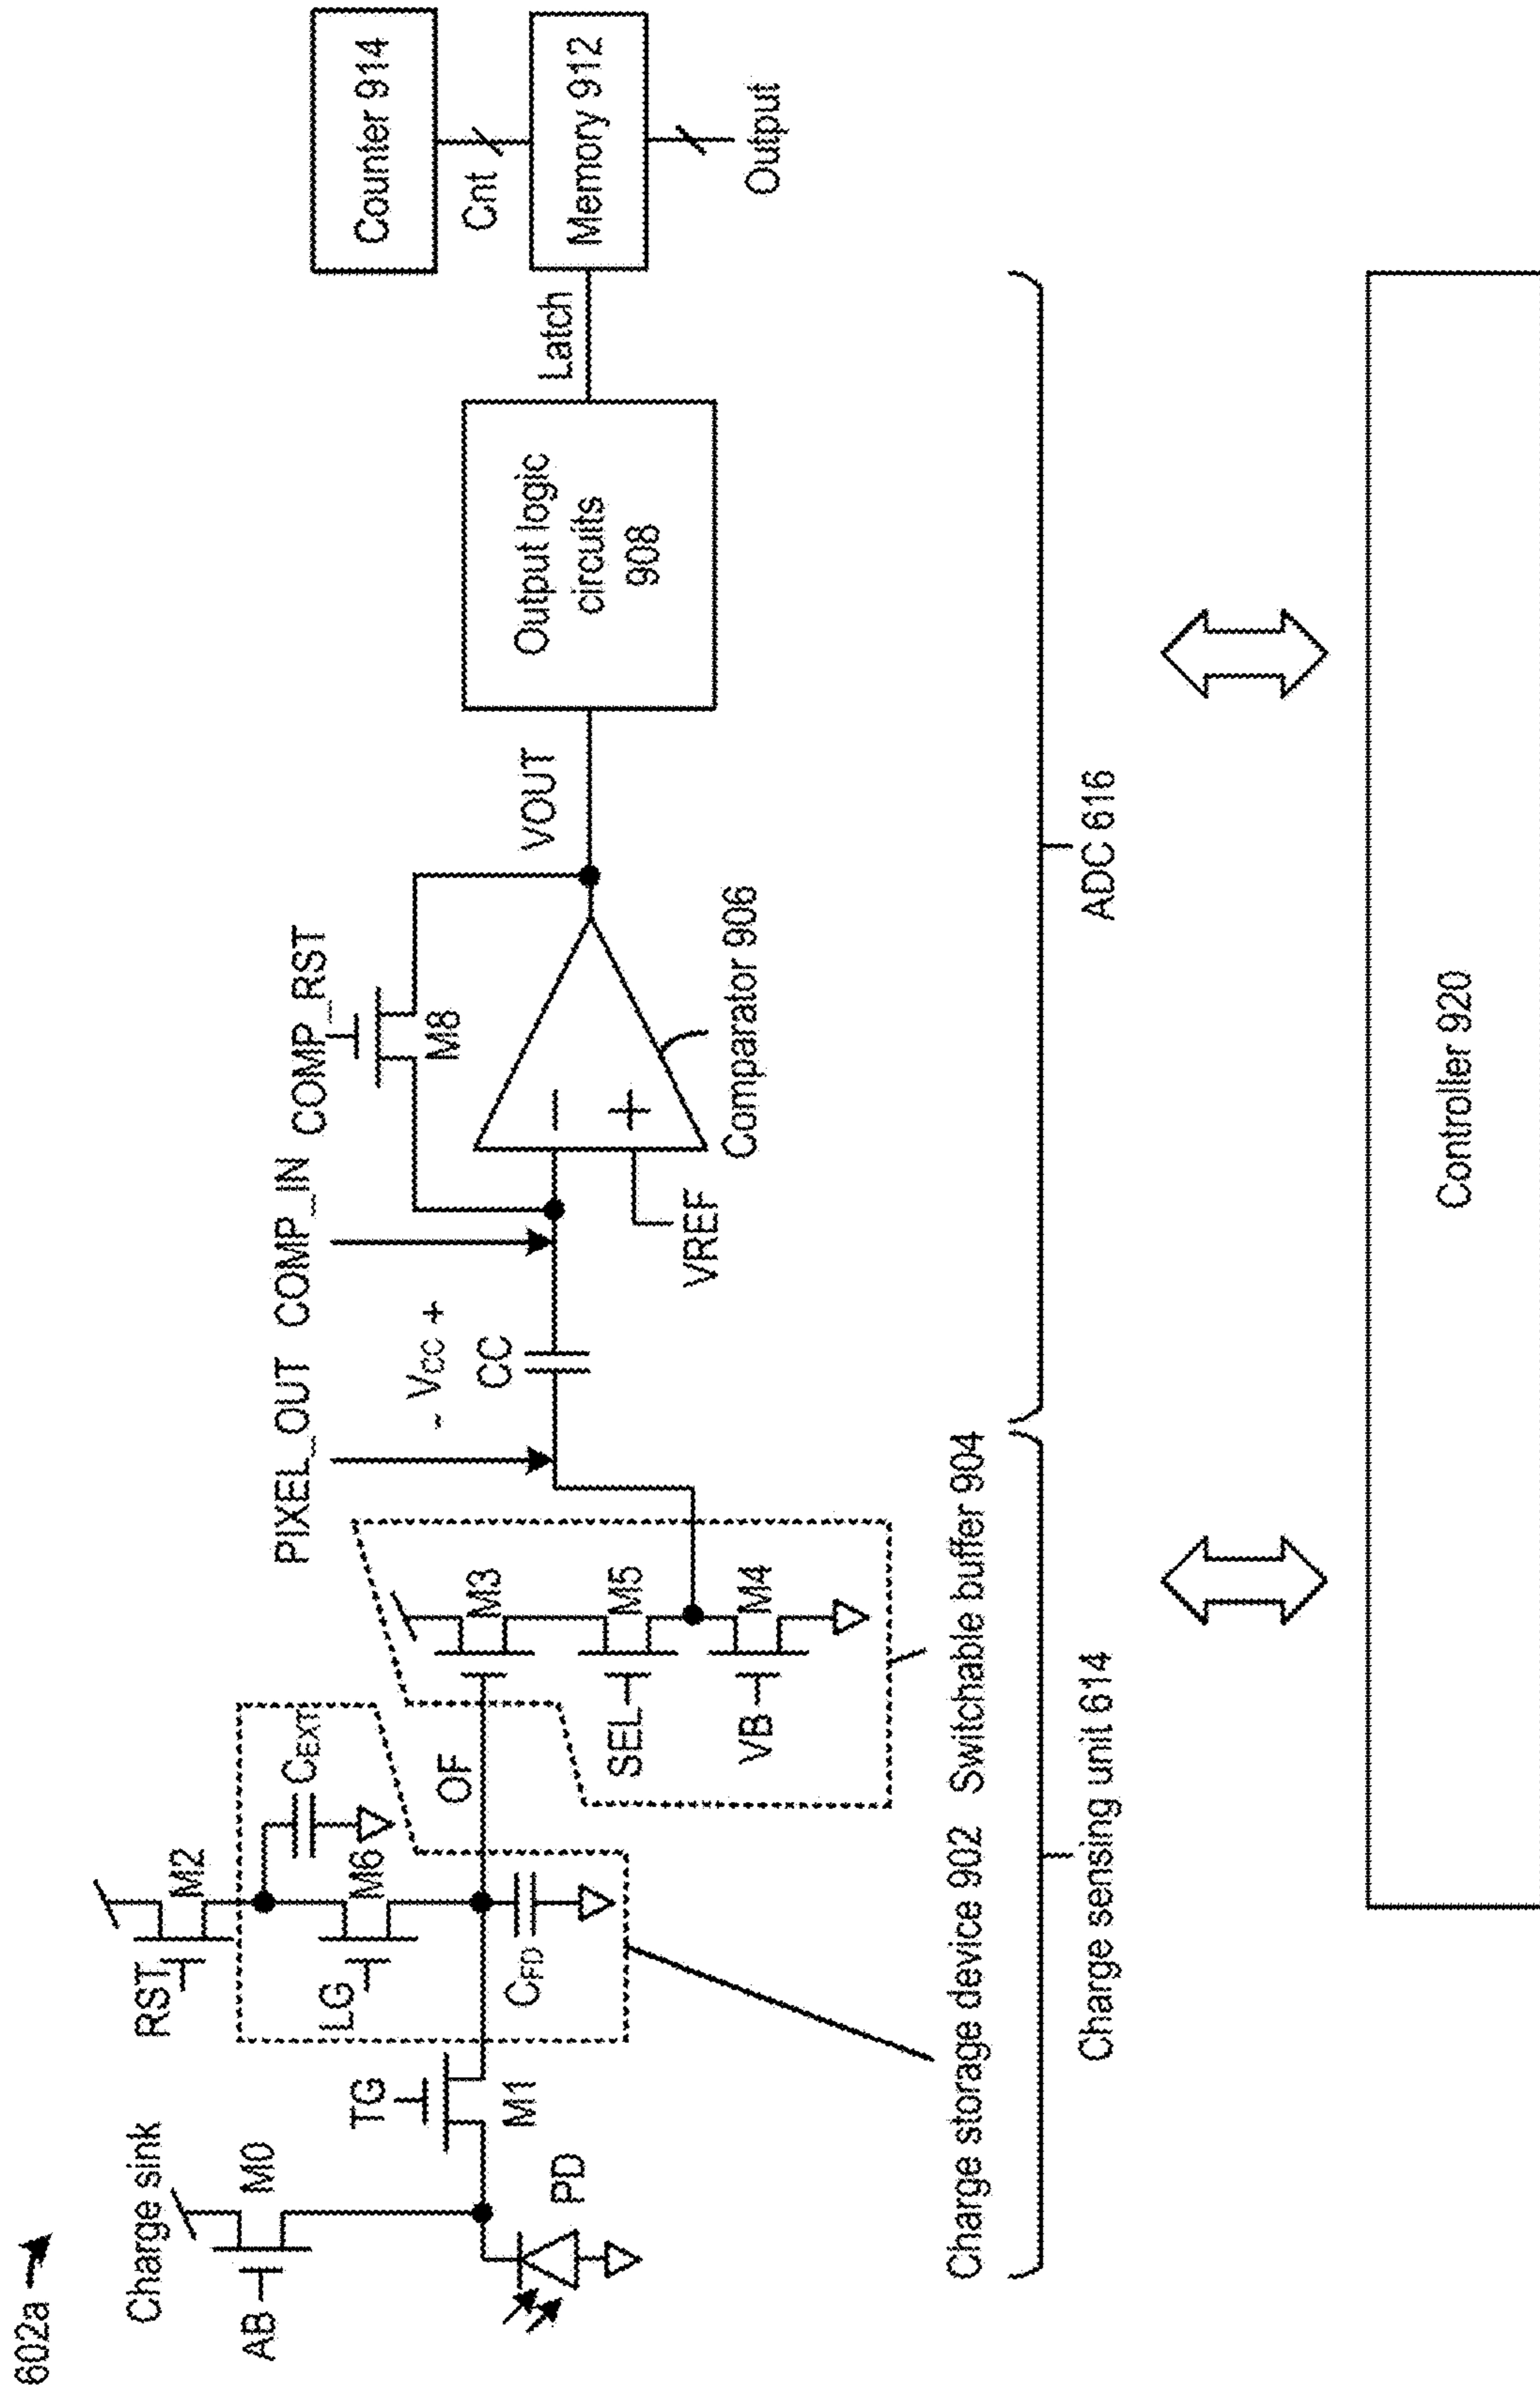 602a
Charge sink
AB
M0
PD
TG
M1
RST
M2
LG
M6
CEXT
CFD
OF
M3
SEL
M5
VB
M4
PIXEL_OUT
COMP_IN
COMP_RST
- VCC +
CC
M8
VREF
VOUT
Comparator 906
Output logic
circuits
908
Latch
Counter 914
Cnt
Memory 912
Output
Charge storage device 902
Switchable buffer 904
Charge sensing unit 614
ADC 616
Controller 920